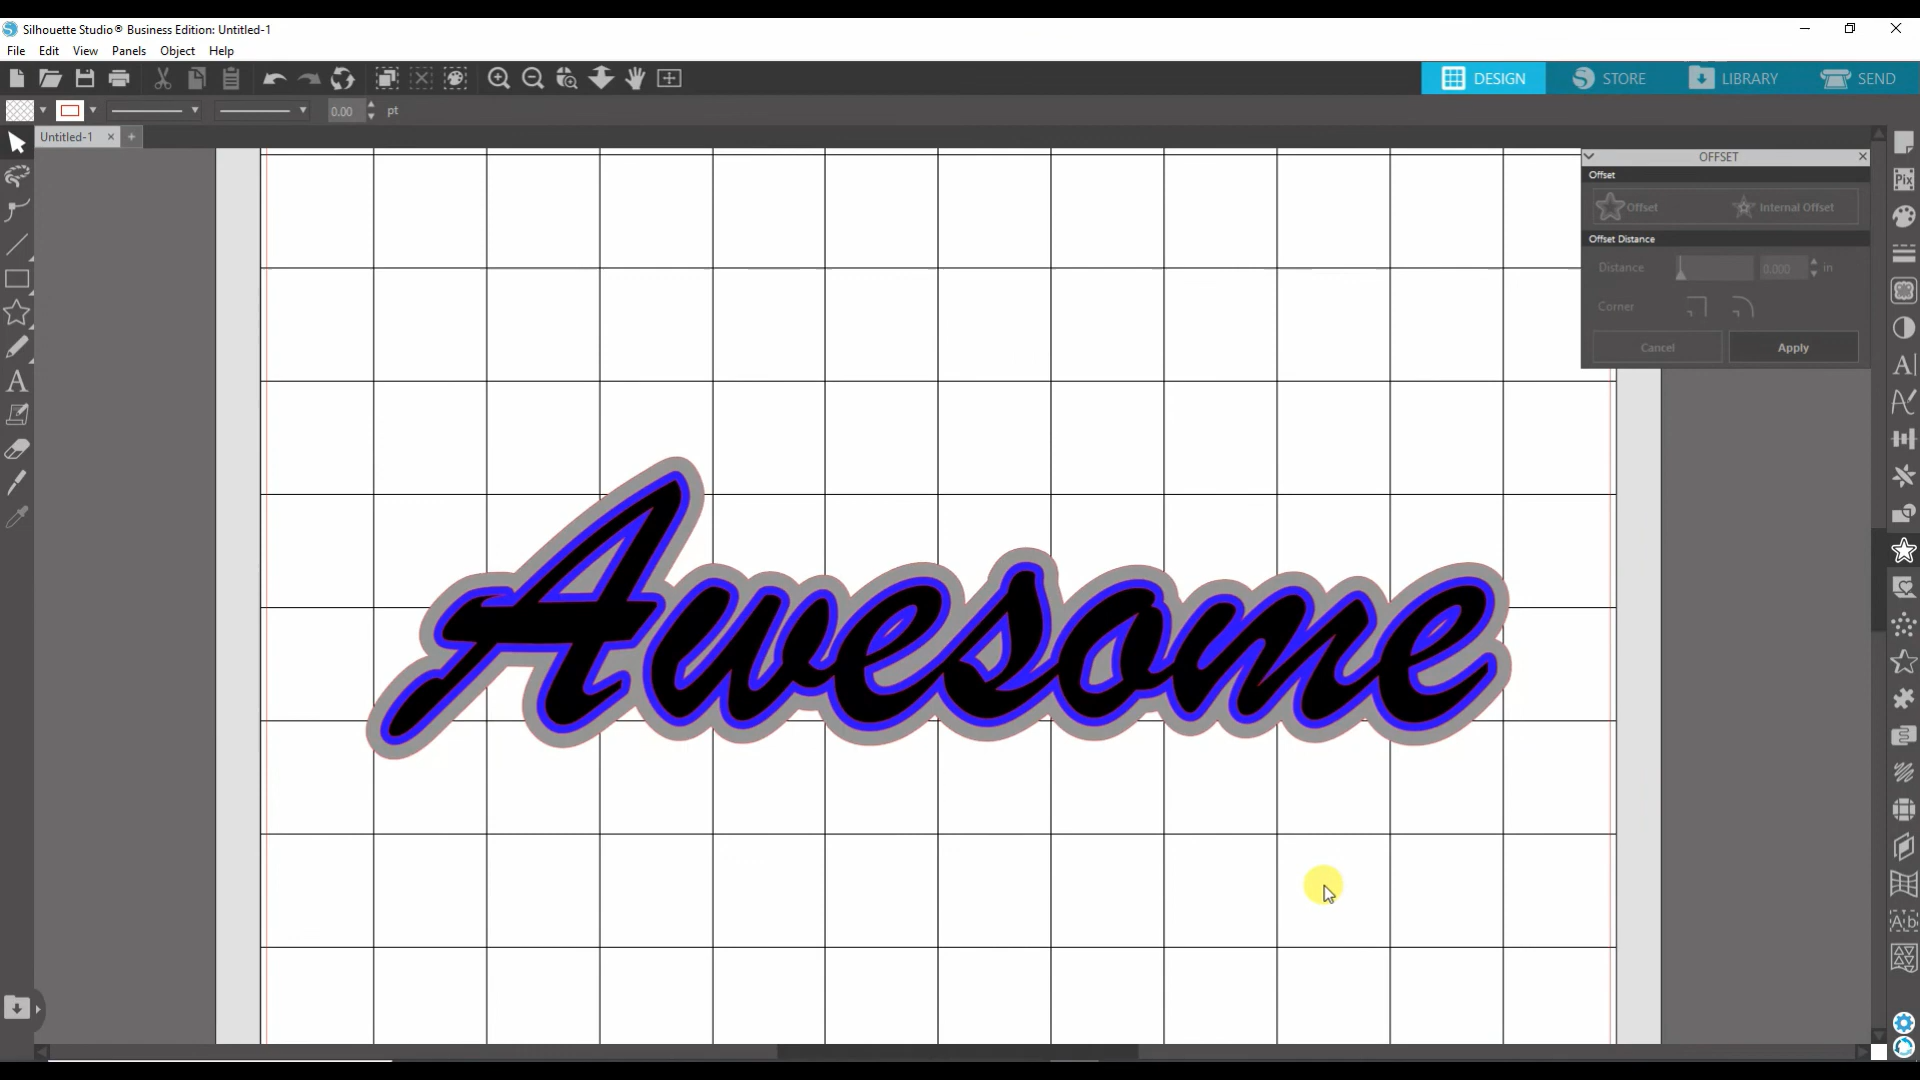 Silhouette Studio® Business Edition: Untitled-1
File Edit View Panels Object Help
DESIGN STORE LIBRARY SEND
0.00 pt
Untitled-1
OFFSET
Offset
Offset Internal Offset
Offset Distance
Distance 0.000 in
Corner
Cancel Apply
Pix
A
A
Awesome
A|b